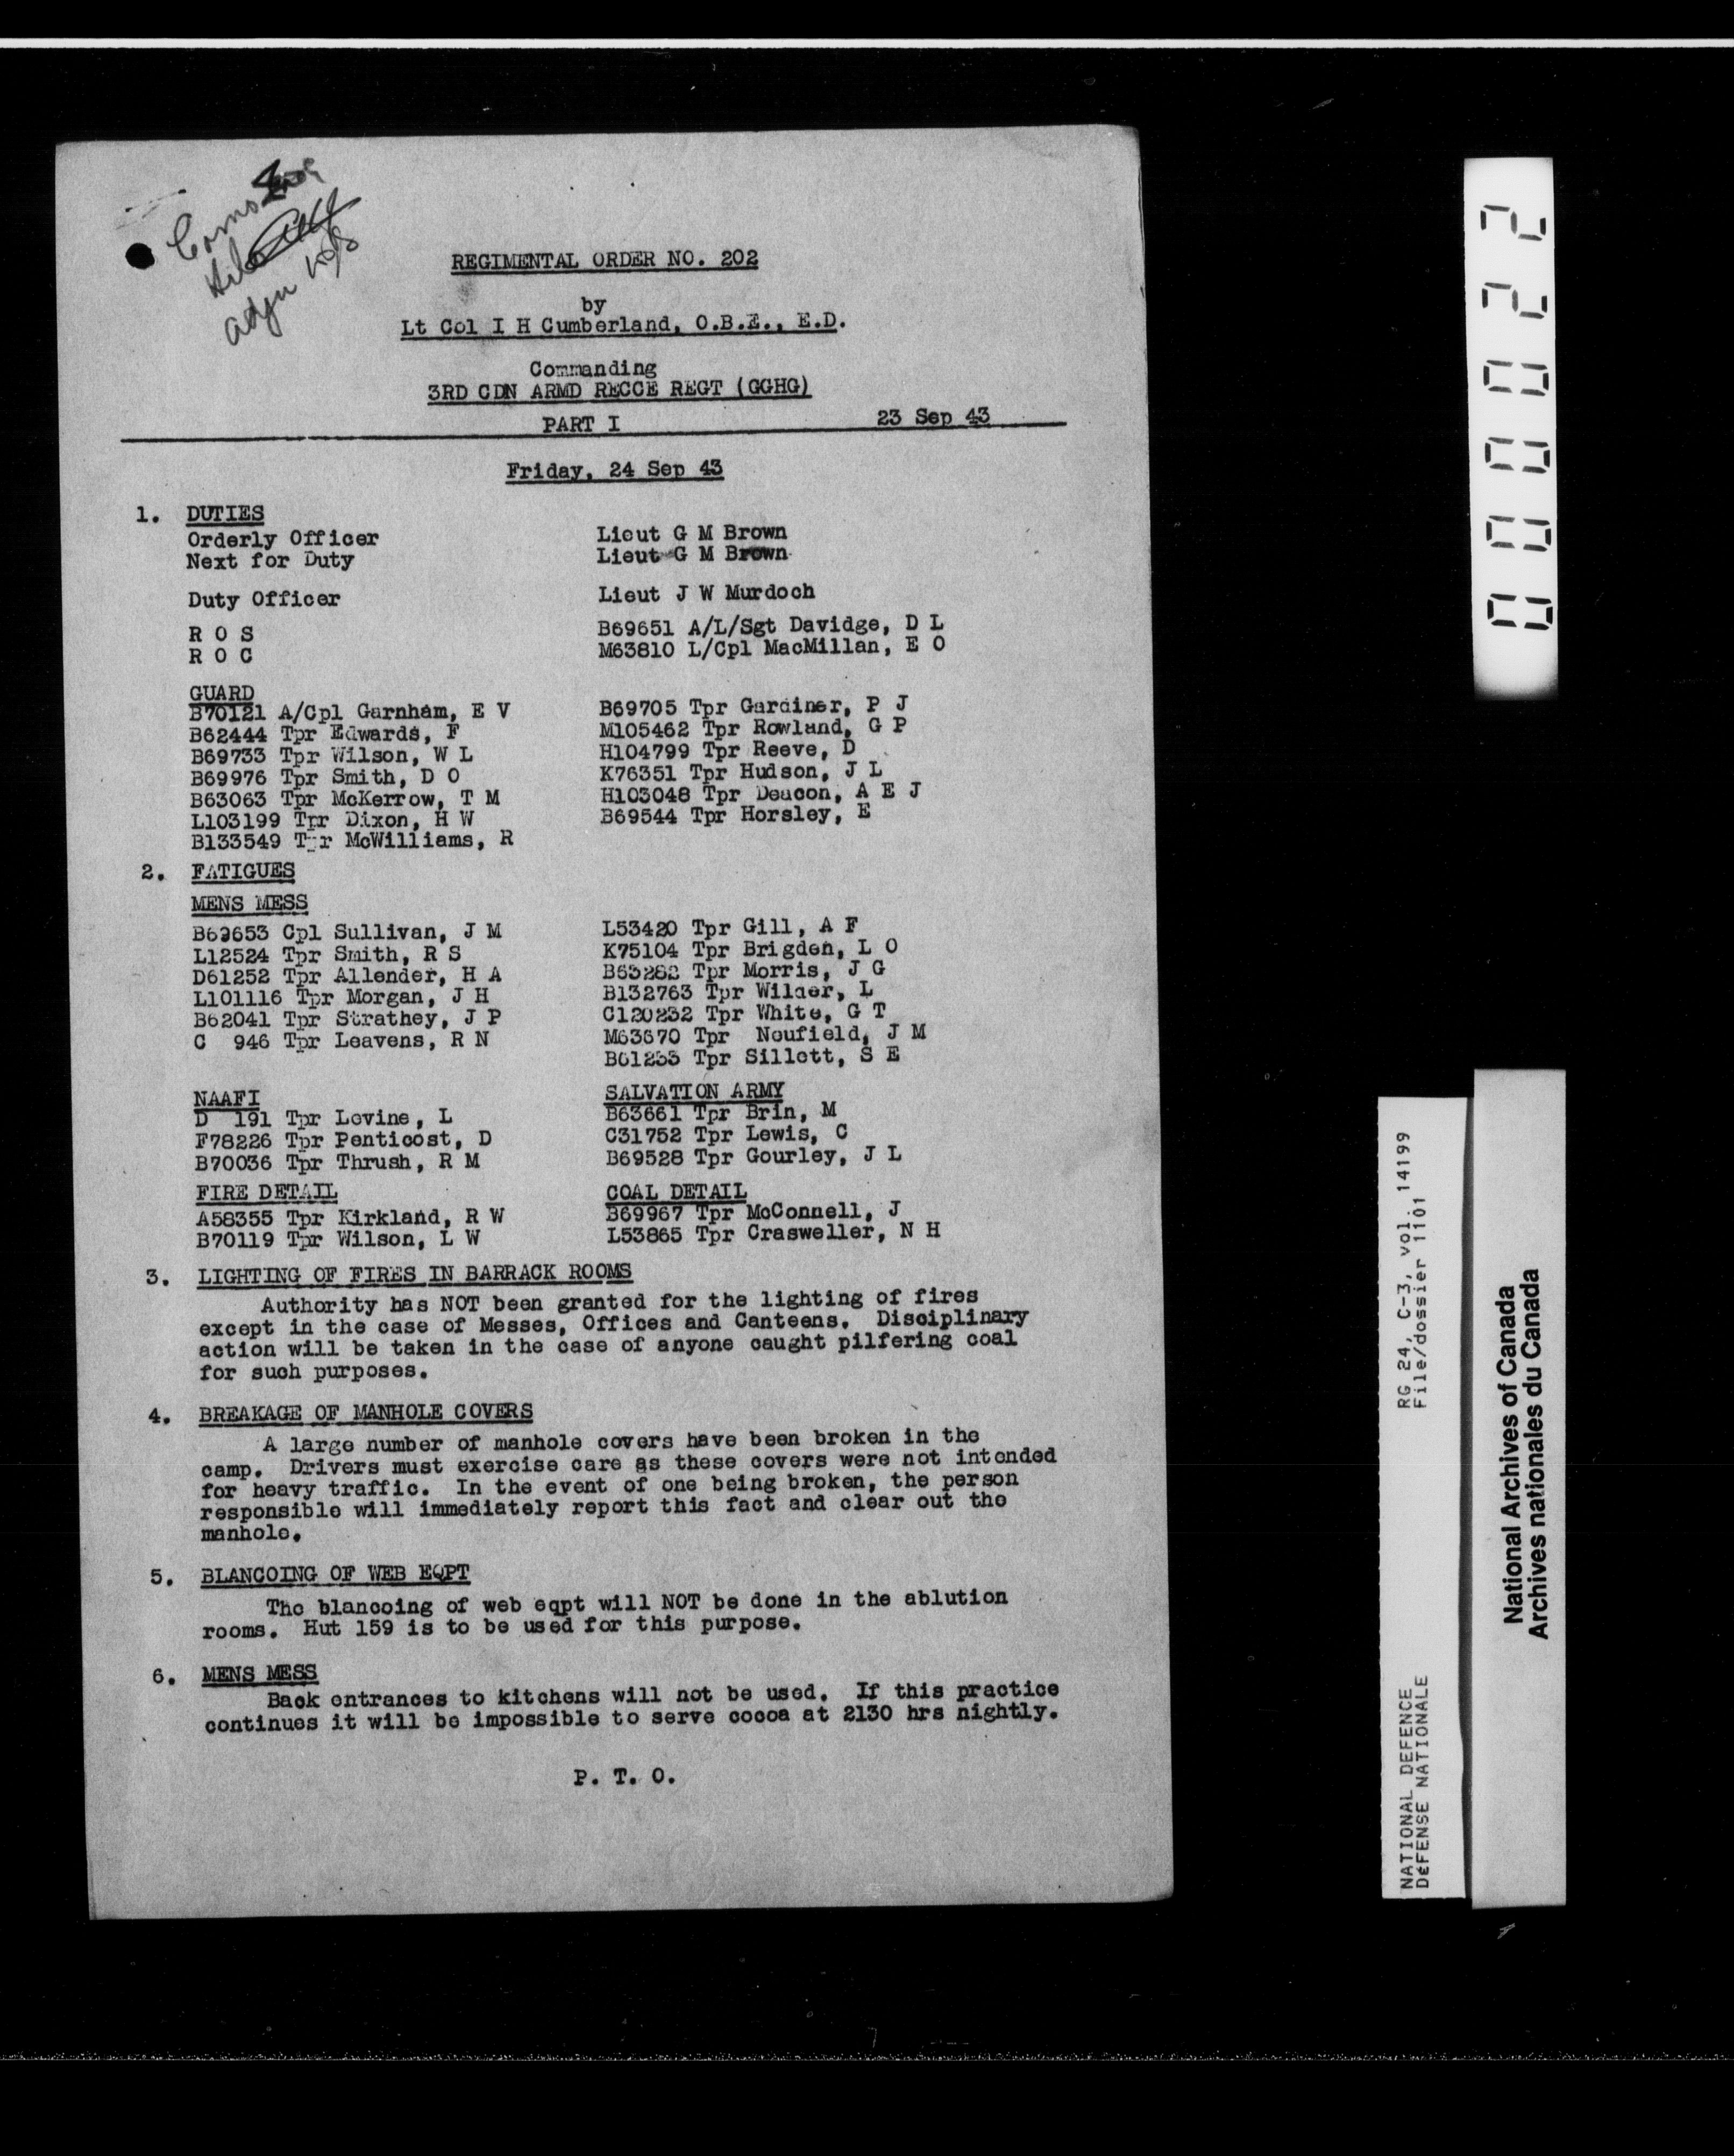 REGIMENTAL ORDER NO. 202
by
Lt Col I H Cumberland, O.B.E., E.D.
Commanding
3RD CDN ARMD RECCE REGT (GGHG)
PART I 23 Sep 43
Friday, 24 Sep 43
1. DUTIES
Orderly Officer Lieut G M Brown
Next for Duty Lieut G M Brown
Duty Officer Lieut J W Murdoch
R O S B69651 A/L/Sgt Davidge, D L
R O C M63810 L/Cpl MacMillan, E O
GUARD
B70121 A/Cpl Garnham, E V B69705 Tpr Gardiner, P J
B62444 Tpr Edwards, F M105462 Tpr Rowland, G P
B69733 Tpr Wilson, W L H104799 Tpr Reeve, D
B69976 Tpr Smith, D O K76351 Tpr Hudson, J L
B63063 Tpr McKerrow, T M H103048 Tpr Deacon, A E J
L103199 Tpr Dixon, H W B69544 Tpr Horsley, E
B133549 Tpr McWilliams, R
2. FATIGUES
MENS MESS
B69653 Cpl Sullivan, J M L53420 Tpr Gill, A F
L12524 Tpr Smith, R S K75104 Tpr Brigden, L O
D61252 Tpr Allender, H A B63282 Tpr Morris, J G
L101116 Tpr Morgan, J H B132763 Tpr Wilder, L
B62041 Tpr Strathey, J P C120232 Tpr White, G T
C 946 Tpr Leavens, R N M63670 Tpr Neufield, J M
B61233 Tpr Sillett, S E
NAAFI SALVATION ARMY
D 191 Tpr Levine, L B63661 Tpr Brin, M
F78226 Tpr Penticost, D C31752 Tpr Lewis, C
B70036 Tpr Thrush, R M B69528 Tpr Gourley, J L
FIRE DETAIL COAL DETAIL
A58355 Tpr Kirkland, R W B69967 Tpr McConnell, J
B70119 Tpr Wilson, L W L53865 Tpr Crasweller, N H
3. LIGHTING OF FIRES IN BARRACK ROOMS
Authority has NOT been granted for the lighting of fires
except in the case of Messes, Offices and Canteens. Disciplinary
action will be taken in the case of anyone caught pilfering coal
for such purposes.
4. BREAKAGE OF MANHOLE COVERS
A large number of manhole covers have been broken in the
camp. Drivers must exercise care as these covers were not intended
for heavy traffic. In the event of one being broken, the person
responsible will immediately report this fact and clear out the
manhole.
5. BLANCOING OF WEB EQPT
The blancoing of web eqpt will NOT be done in the ablution
rooms. Hut 159 is to be used for this purpose.
6. MENS MESS
Back entrances to kitchens will not be used. If this practice
continues it will be impossible to serve cocoa at 2130 hrs nightly.
P. T. O.
000022
RG 24, C-3, vol. 14199
File/dossier 1101
NATIONAL DEFENCE
DÉFENSE NATIONALE
National Archives of Canada
Archives nationales du Canada